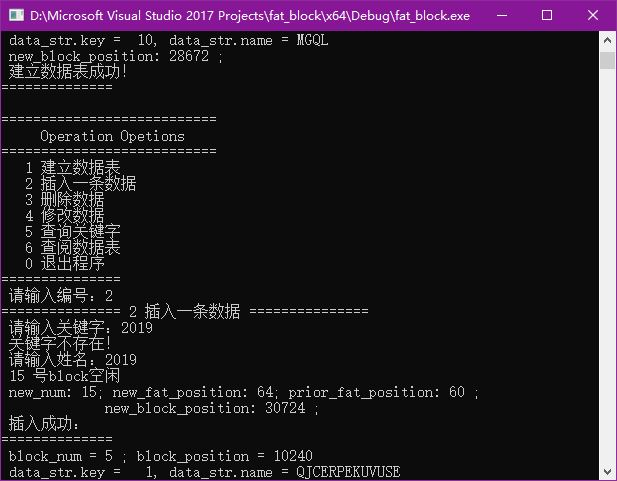 D:\Microsoft Visual Studio 2017 Projects\fat_block\x64\Debug\fat_block.exe
data_str.key =  10, data_str.name = MGQL
new_block_position: 28672 ;
建立数据表成功!
==============
===========================
Operation Opetions
===========================
1 建立数据表
2 插入一条数据
3 删除数据
4 修改数据
5 查询关键字
6 查阅数据表
0 退出程序
===============
请输入编号: 2
=============== 2 插入一条数据 ===============
请输入关键字: 2019
关键字不存在!
请输入姓名: 2019
15 号block空闲
new_num: 15; new_fat_position: 64; prior_fat_position: 60 ;
new_block_position: 30724 ;
插入成功:
==============
block_num = 5 ; block_position = 10240
data_str.key =   1, data_str.name = QJCERPEKUVUSE